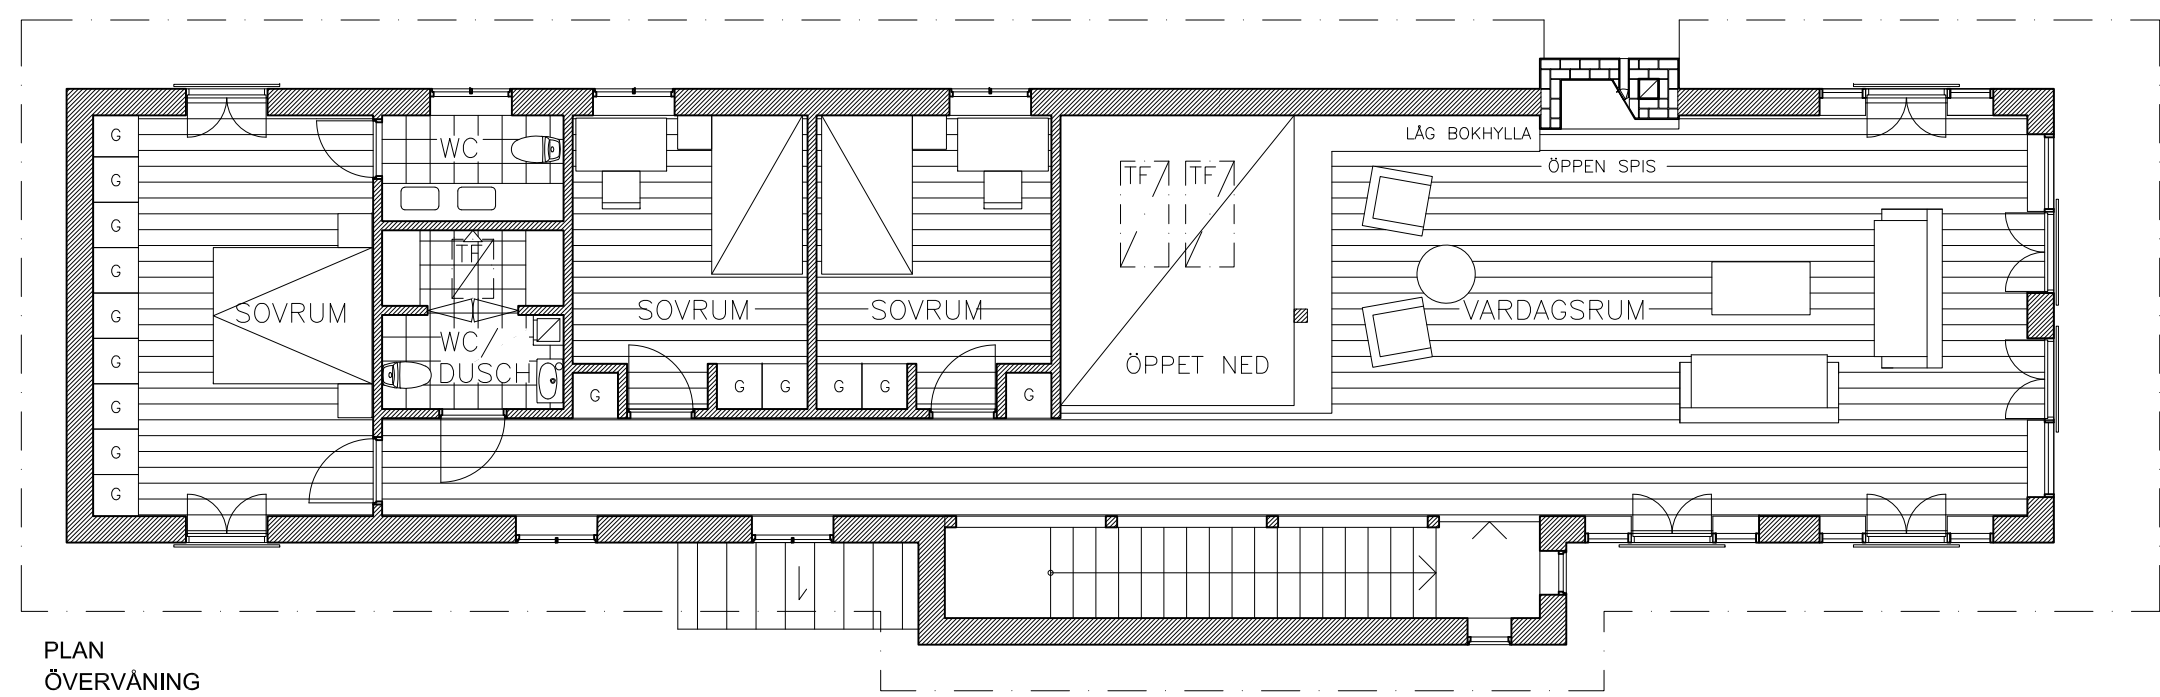 LÅG BOKHYLLA
ÖPPEN SPIS
G
G
G
G
G
G
G
G
G
WC
TF
WC/
DUSCH
SOVRUM
SOVRUM
SOVRUM
G
G
G
G
G
G
TF
TF
ÖPPET NED
VARDAGSRUM
PLAN
ÖVERVÅNING